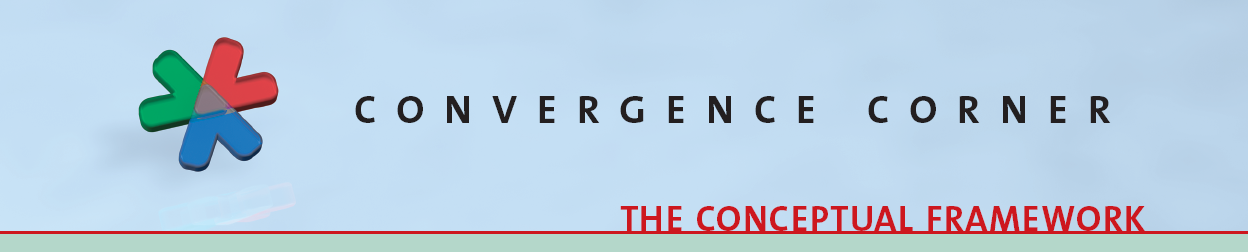 CONVERGENCE CORNER
THE CONCEPTUAL FRAMEWORK